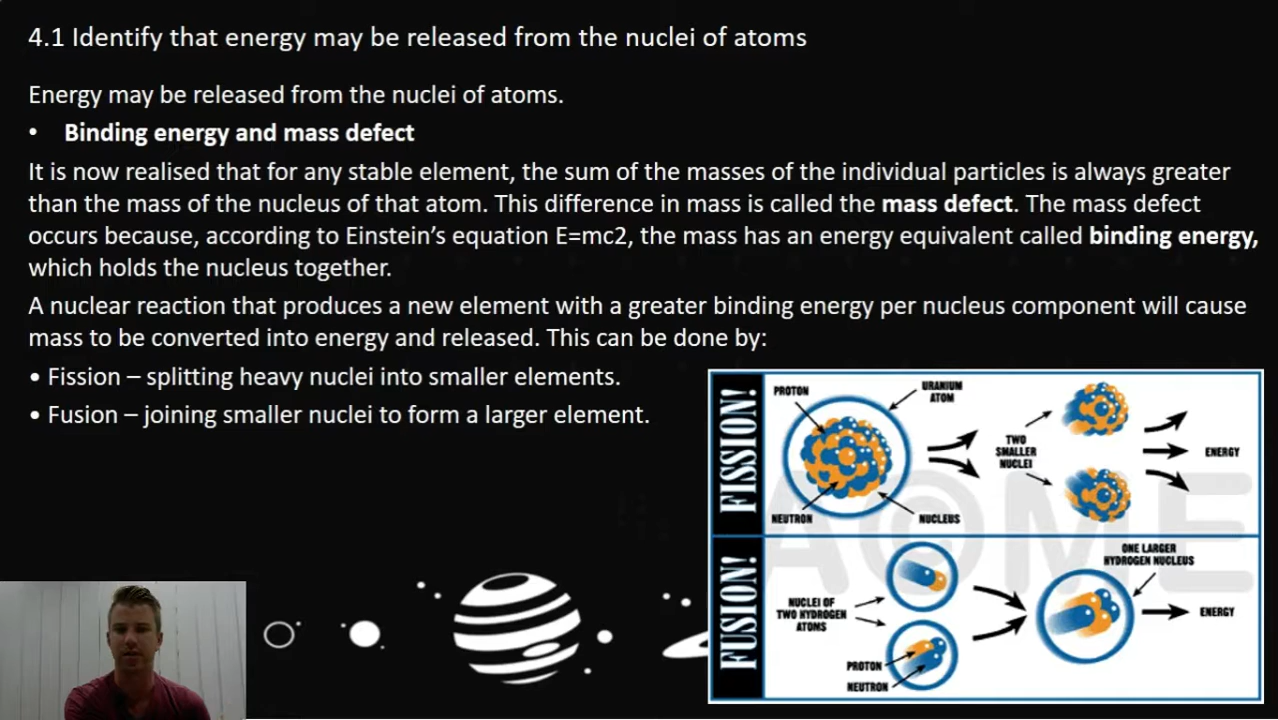 4.1 Identify that energy may be released from the nuclei of atoms
Energy may be released from the nuclei of atoms.
• Binding energy and mass defect
It is now realised that for any stable element, the sum of the masses of the individual particles is always greater
than the mass of the nucleus of that atom. This difference in mass is called the mass defect. The mass defect
occurs because, according to Einstein's equation E=mc2, the mass has an energy equivalent called binding energy,
which holds the nucleus together.
A nuclear reaction that produces a new element with a greater binding energy per nucleus component will cause
mass to be converted into energy and released. This can be done by:
• Fission – splitting heavy nuclei into smaller elements.
• Fusion – joining smaller nuclei to form a larger element.
FISSION!
PROTON
URANIUM
ATOM
TWO
SMALLER
NUCLEI
ENERGY
NEUTRON
NUCLEUS
FUSION!
NUCLEI OF
TWO HYDROGEN
ATOMS
PROTON
NEUTRON
ONE LARGER
HYDROGEN NUCLEUS
ENERGY